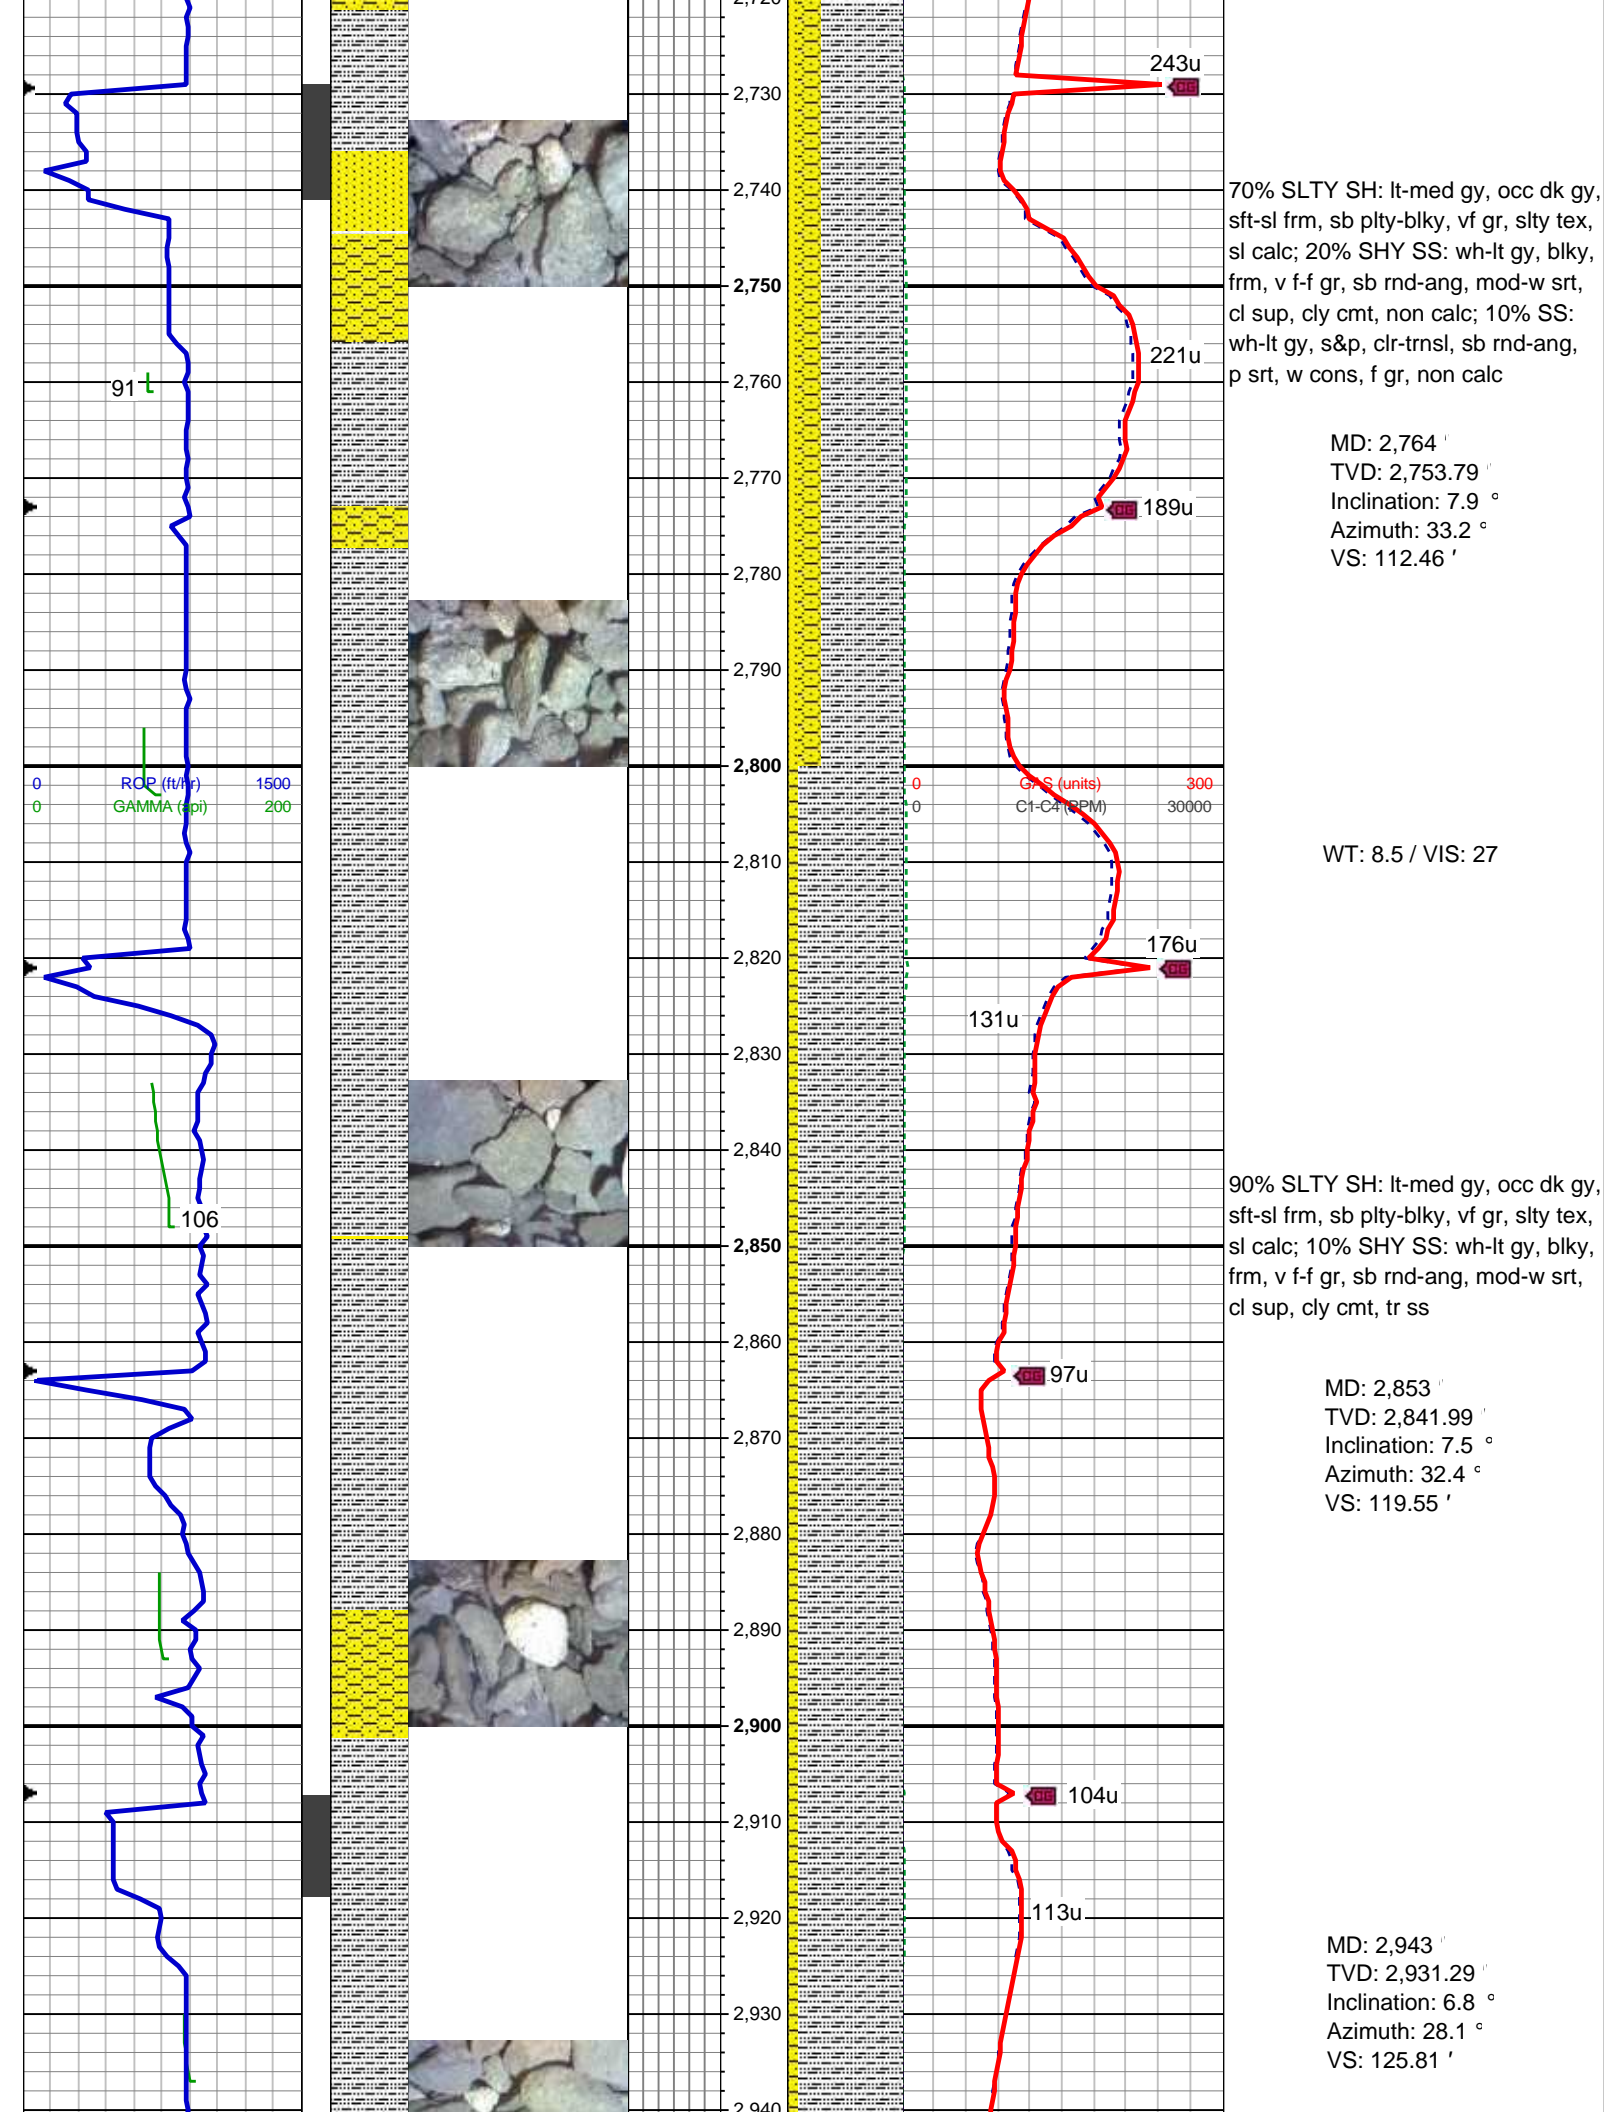 2,720
243u
CG
2,730
2,740
70% SLTY SH: lt-med gy, occ dk gy,
sft-sl frm, sb plty-blky, vf gr, slty tex,
sl calc; 20% SHY SS: wh-lt gy, blky,
frm, v f-f gr, sb rnd-ang, mod-w srt,
cl sup, cly cmt, non calc; 10% SS:
wh-lt gy, s&p, clr-trnsl, sb rnd-ang,
p srt, w cons, f gr, non calc
2,750
221u
91
2,760
MD: 2,764 '
TVD: 2,753.79 '
Inclination: 7.9 °
Azimuth: 33.2 °
VS: 112.46 '
2,770
CG 189u
2,780
2,790
2,800
0 ROP (ft/hr) 1500
0 GAMMA (api) 200
0 GAS (units) 300
0 C1-C4 (PPM) 30000
2,810
WT: 8.5 / VIS: 27
176u
2,820
CG
131u
2,830
2,840
90% SLTY SH: lt-med gy, occ dk gy,
sft-sl frm, sb plty-blky, vf gr, slty tex,
sl calc; 10% SHY SS: wh-lt gy, blky,
frm, v f-f gr, sb rnd-ang, mod-w srt,
cl sup, cly cmt, tr ss
106
2,850
2,860
CG 97u
MD: 2,853 '
TVD: 2,841.99 '
Inclination: 7.5 °
Azimuth: 32.4 °
VS: 119.55 '
2,870
2,880
2,890
2,900
CG 104u
2,910
113u
2,920
MD: 2,943 '
TVD: 2,931.29 '
Inclination: 6.8 °
Azimuth: 28.1 °
VS: 125.81 '
2,930
2,940